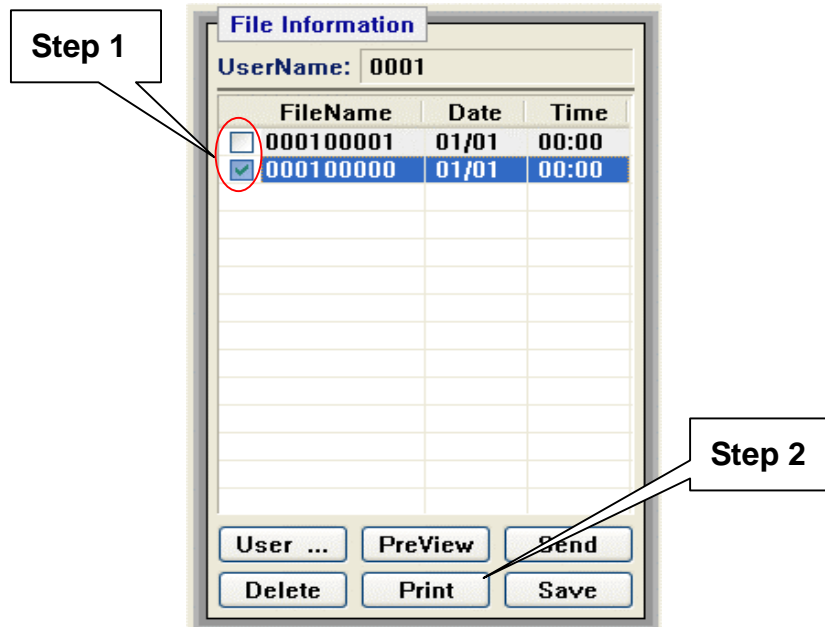 Step 1
File Information
UserName: 0001
FileName Date Time
000100001 01/01 00:00
000100000 01/01 00:00
Step 2
User ... PreView Send
Delete Print Save